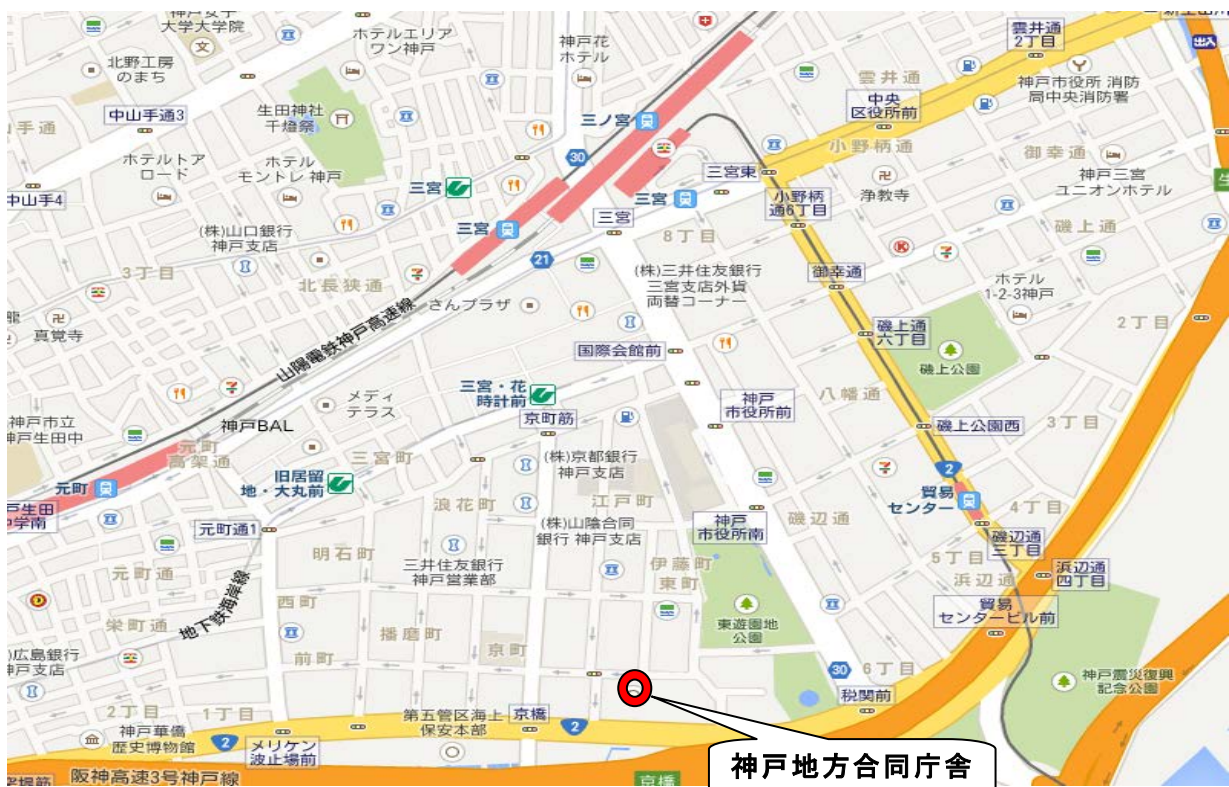 神戸女子
大学大学院
ホテルエリア
ワン神戸
神戸花
ホテル
雲井通
2丁目
出入
北野工房
のまち
雲井通
神戸市役所 消防
局中央消防署
中山手通3
生田神社
千燈祭
三ノ宮
中央
区役所前
小野柄通
御幸通
ホテルトア
ロード
ホテル
モントレ 神戸
30
三宮東
三宮
三宮
小野柄
通6丁目
浄教寺
神戸三宮
ユニオンホテル
中山手4
三宮
(株)山口銀行
神戸支店
三宮
8丁目
磯上通
3丁目
21
(株)三井住友銀行
三宮支店外貨
両替コーナー
御幸通
北長狭通
ホテル
1-2-3神戸
さんプラザ
真覚寺
山陽電鉄神戸高速線
磯上通
六丁目
2丁目
国際会館前
磯上公園
三宮・花
時計前
メディ
テラス
神戸
市役所前
八幡通
神戸市立
神戸生田中
神戸BAL
京町筋
磯上公園西
3丁目
元町
高架通
三宮町
(株)京都銀行
神戸支店
2
元町
旧居留
地・大丸前
浪花町
江戸町
貿易
センター
4丁目
戸生田
中学南
元町通1
(株)山陰合同
銀行 神戸支店
神戸
市役所南
磯辺通
磯辺通
三丁目
明石町
三井住友銀行
神戸営業部
伊藤町
東町
5丁目
浜辺通
浜辺通
四丁目
元町通
地下鉄海岸線
西町
貿易
センタービル前
栄町通
播磨町
東遊園地
公園
広島銀行
神戸支店
前町
京町
30
6丁目
神戸震災復興
記念公園
税関前
2丁目
1丁目
第五管区海上
保安本部
京橋
2
神戸華僑
歴史博物館
2
メリケン
波止場前
神戸地方合同庁舎
阪神高速3号神戸線
京橋